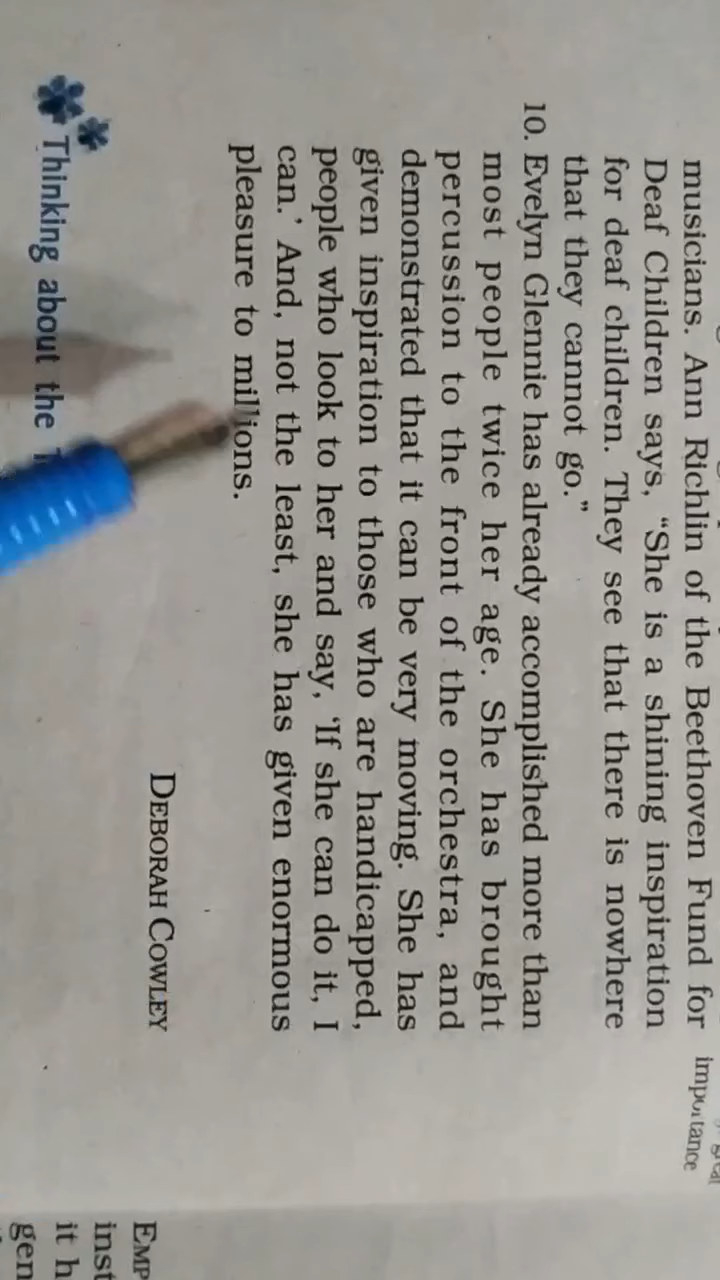 musicians. Ann Richlin of the Beethoven Fund for
Deaf Children says, “She is a shining inspiration
for deaf children. They see that there is nowhere
that they cannot go.”
10. Evelyn Glennie has already accomplished more than
most people twice her age. She has brought
percussion to the front of the orchestra, and
demonstrated that it can be very moving. She has
given inspiration to those who are handicapped,
people who look to her and say, ‘If she can do it, I
can.’ And, not the least, she has given enormous
pleasure to millions.
DEBORAH COWLEY
Thinking about the
importance